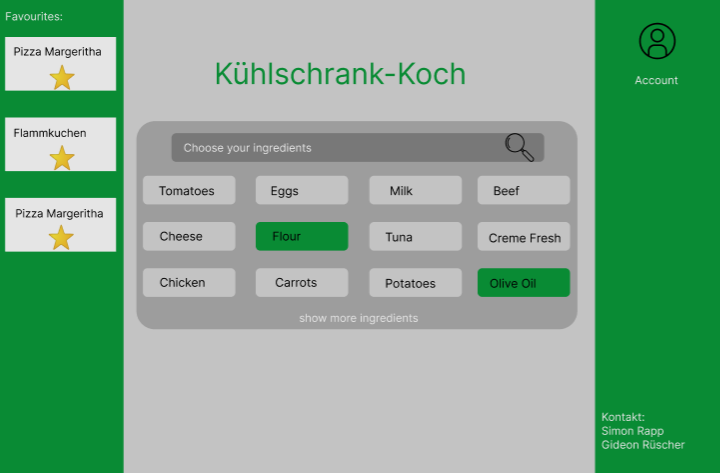 Favourites:
Pizza Margeritha
Flammkuchen
Pizza Margeritha
Kühlschrank-Koch
Choose your ingredients
Tomatoes Eggs Milk Beef
Cheese Flour Tuna Creme Fresh
Chicken Carrots Potatoes Olive Oil
show more ingredients
Account
Kontakt:
Simon Rapp
Gideon Rüscher